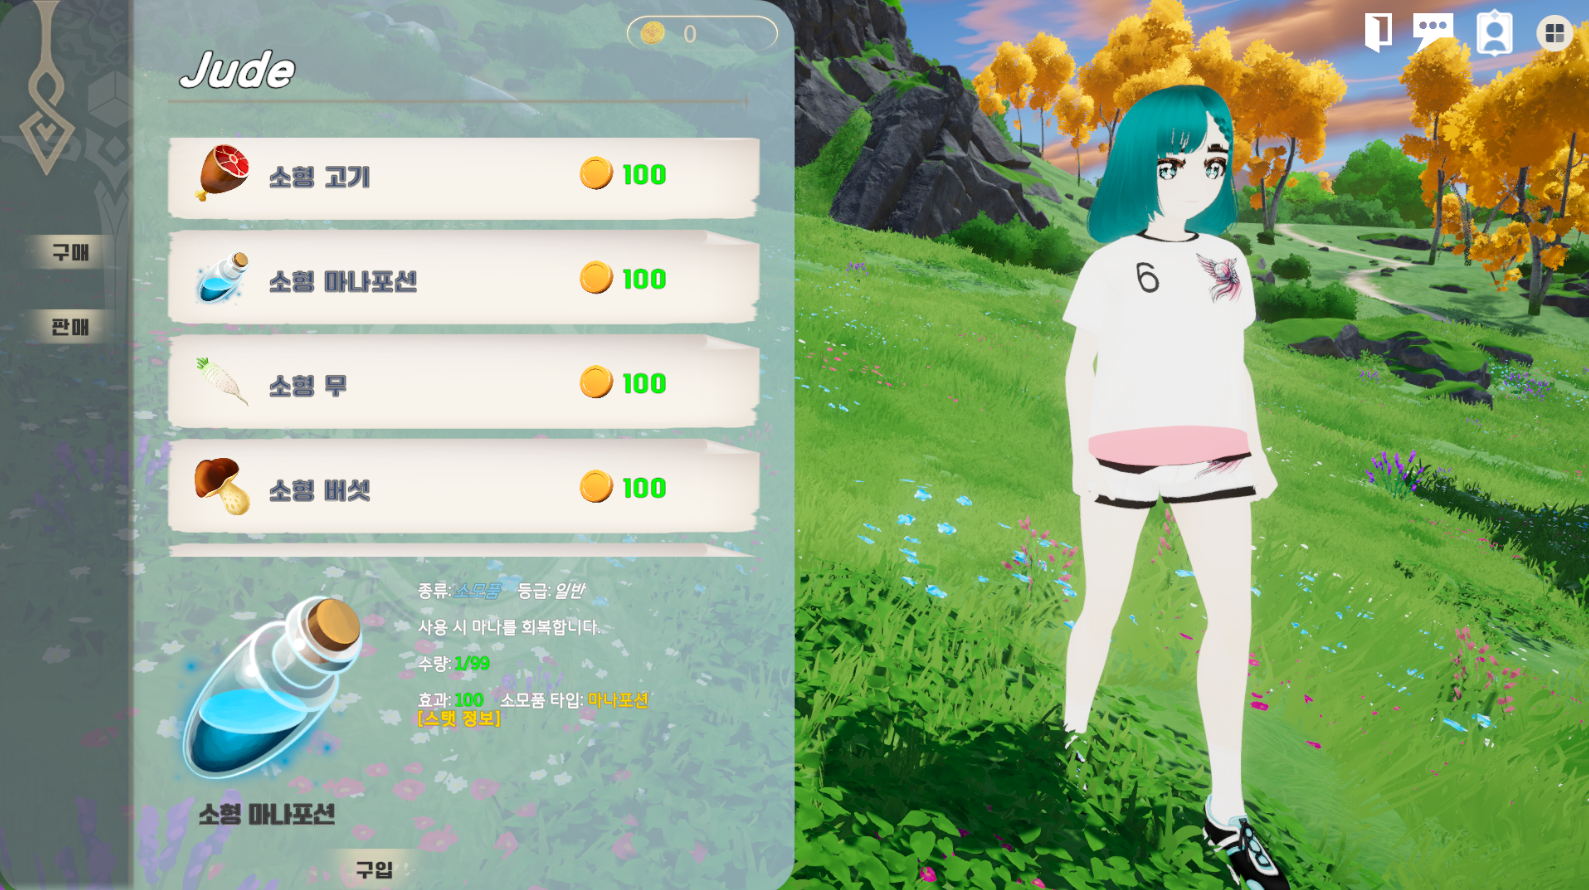 0
Jude
소형 고기 100
구매
소형 마나포션 100
판매
소형 무 100
소형 버섯 100
종류: 소모품 등급: 일반
사용 시 마나를 회복합니다.
수량: 1/99
효과: 100 소모품 타입: 마나포션
[스탯 정보]
소형 마나포션
구입
6